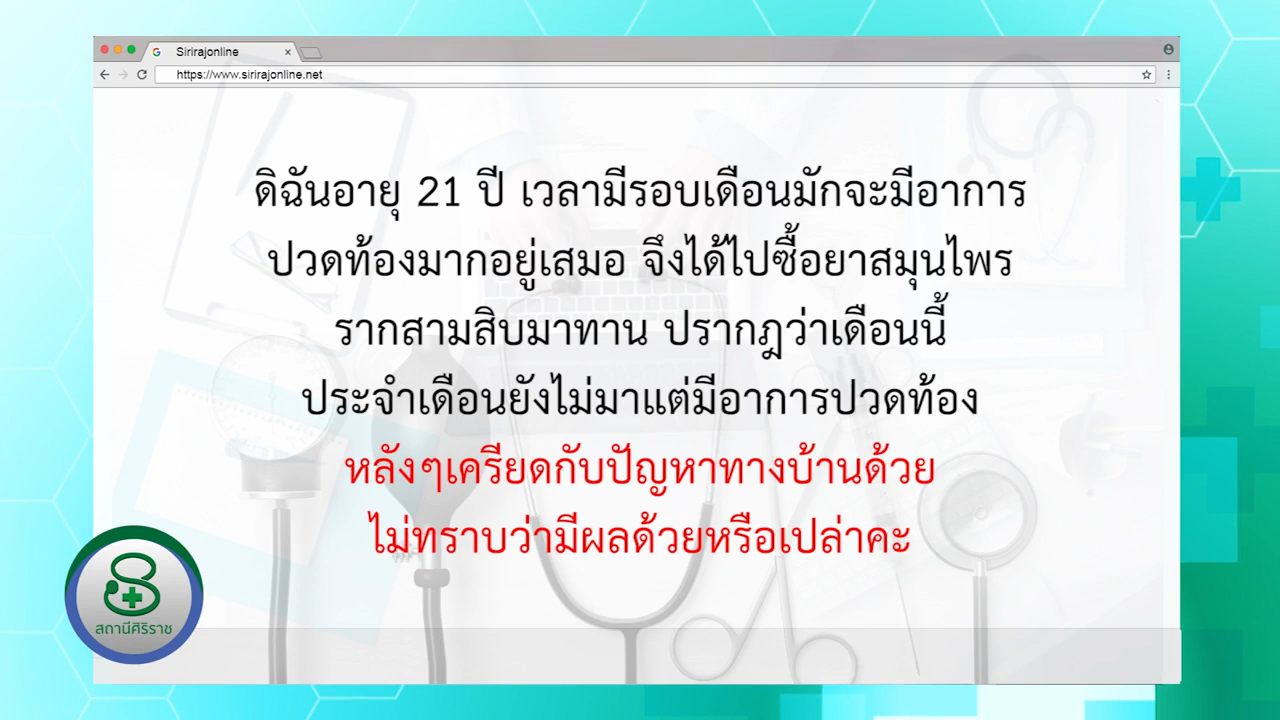 Sirirajonline
https://www.sirirajonline.net
ดิฉันอายุ 21 ปี เวลามีรอบเดือนมักจะมีอาการ
ปวดท้องมากอยู่เสมอ จึงได้ไปซื้อยาสมุนไพร
รากสามสิบมาทาน ปรากฎว่าเดือนนี้
ประจำเดือนยังไม่มาแต่มีอาการปวดท้อง
หลังๆเครียดกับปัญหาทางบ้านด้วย
ไม่ทราบว่ามีผลด้วยหรือเปล่าคะ
สถานีศิริราช